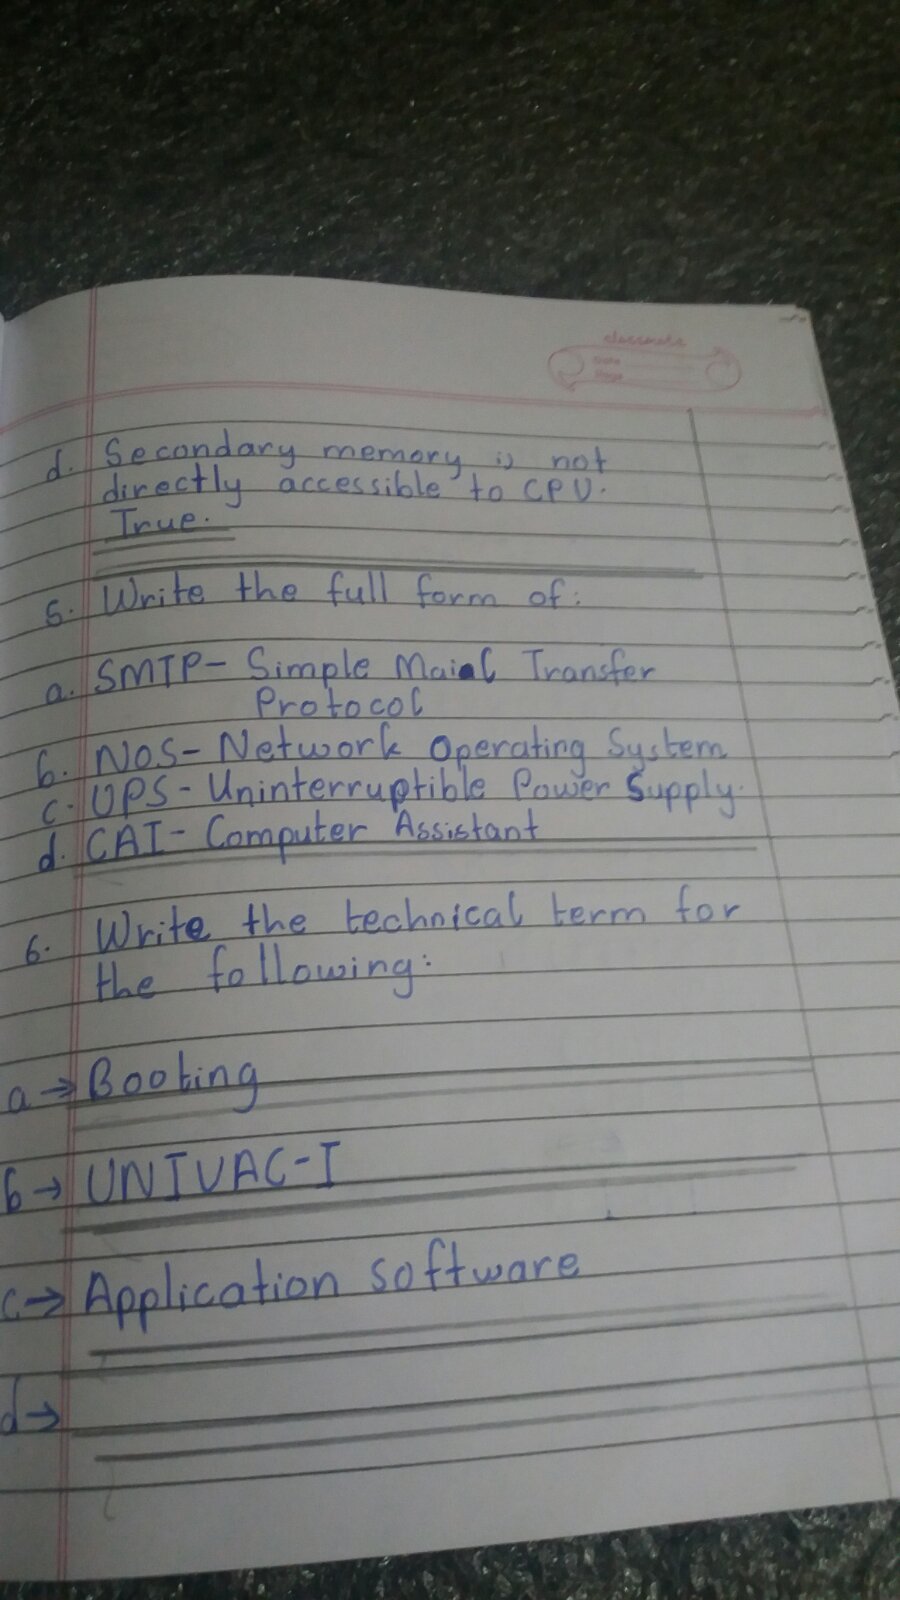 classmate
Date
Page
d. Secondary memory is not
directly accessible to CPU.
True.
5. Write the full form of:
a. SMTP- Simple Mail Transfer
Protocol
b. NOS- Network Operating System
c. UPS- Uninterruptible Power Supply.
d. CAI- Computer Assistant
6. Write the technical term for
the following:
a→ Booting
b→ UNIVAC-I
c→ Application software
d→